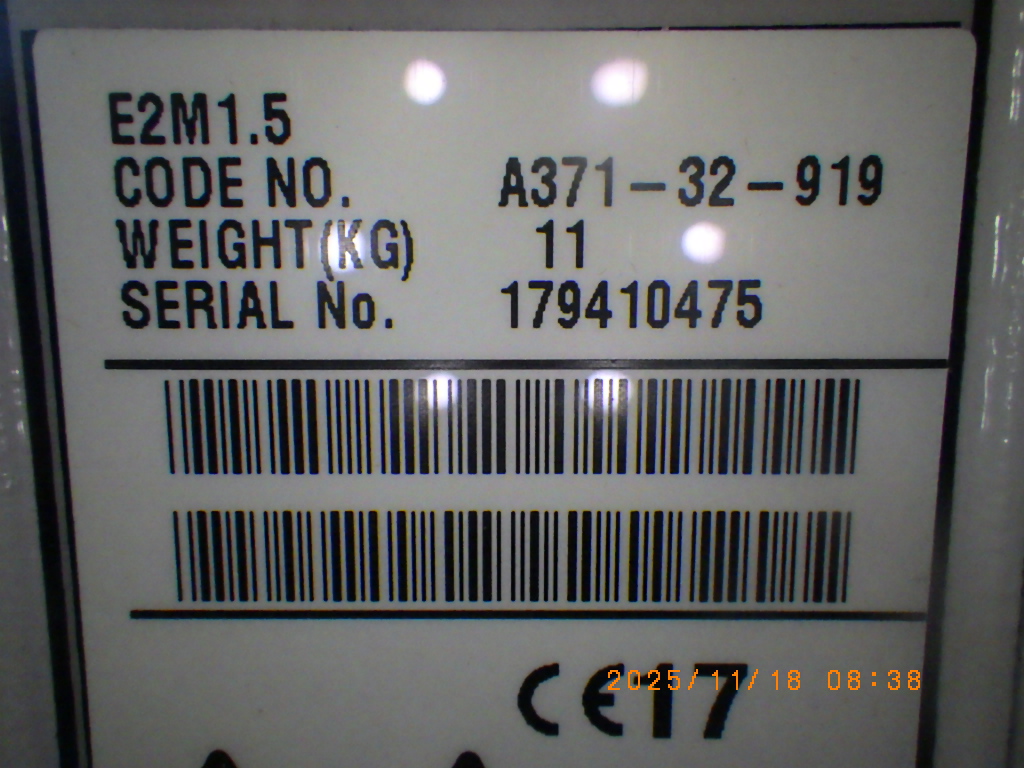 E2M1.5
CODE NO. A371-32-919
WEIGHT(KG) 11
SERIAL No. 179410475
CE17
2025/11/18 08:38